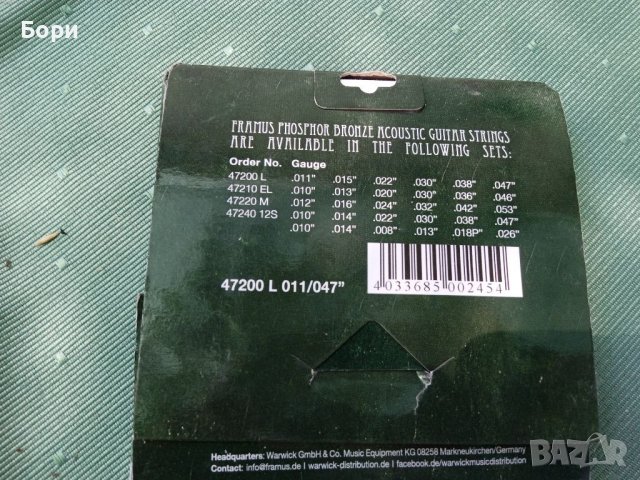 Бори
FRAMUS PHOSPHOR BRONZE ACOUSTIC GUITAR STRINGS
ARE AVAILABLE IN THE FOLLOWING SETS:
Order No. Gauge
47200 L .011" .015" .022" .030" .038" .047"
47210 EL .010" .013" .020" .030" .036" .046"
47220 M .012" .016" .024" .032" .042" .053"
47240 12S .010" .014" .022" .030" .038" .047"
.010" .014" .008" .013" .018P" .026"
4033685002454
47200 L 011/047"
Headquarters: Warwick GmbH & Co. Music Equipment KG 08258 Markneukirchen/Germany
Contact: info@framus.de | warwick-distribution.de | facebook.de/warwickmusicdistribution
BAZAR